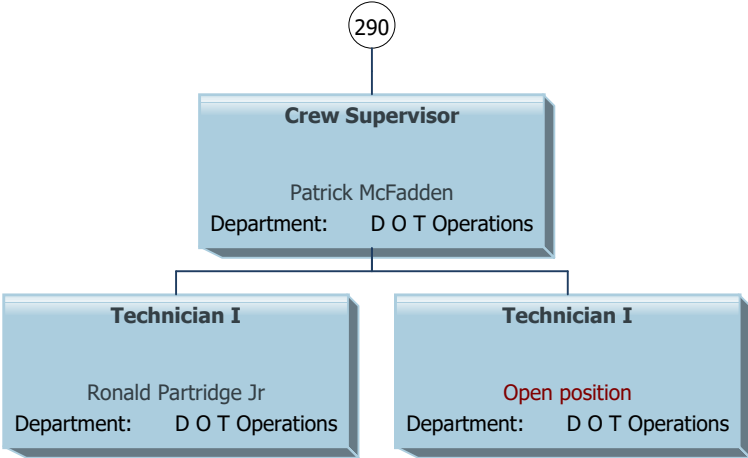 290
Crew Supervisor
Patrick McFadden
Department: D O T Operations
Technician I
Ronald Partridge Jr
Department: D O T Operations
Technician I
Open position
Department: D O T Operations